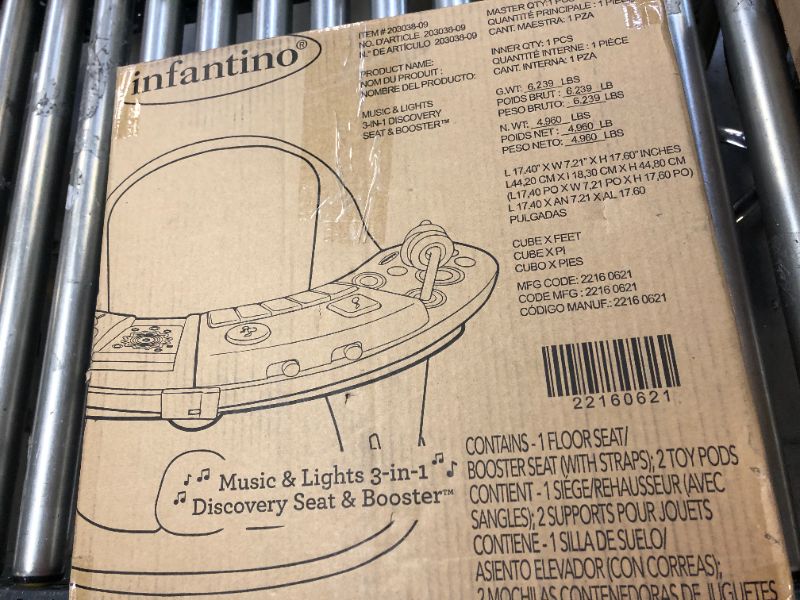 infantino®
ITEM # 203038-09
NO. D'ARTICLE 203038-09
N.º DE ARTÍCULO 203038-09
PRODUCT NAME:
NOM DU PRODUIT :
NOMBRE DEL PRODUCTO:
MUSIC & LIGHTS
3-IN-1 DISCOVERY
SEAT & BOOSTER™
MASTER QTY:1
QUANTITÉ PRINCIPALE : 1
CANT. MAESTRA: 1 PZA
INNER QTY: 1 PCS
QUANTITÉ INTERNE : 1 PIÈCE
CANT. INTERNA: 1 PZA
G.WT: 6.239 LBS
POIDS BRUT : 6.239 LB
PESO BRUTO: 6.239 LBS
N. WT: 4.960 LBS
POIDS NET : 4.960 LB
PESO NETO: 4.960 LBS
L 17.40" X W 7.21" X H 17.60" INCHES
L44,20 CM X l 18,30 CM X H 44,80 CM
(L17,40 PO X W 7,21 PO X H 17,60 PO)
L 17.40 X AN 7.21 X AL 17.60
PULGADAS
CUBE X FEET
CUBE X PI
CUBO X PIES
MFG CODE: 2216 0621
CODE MFG : 2216 0621
CÓDIGO MANUF.: 2216 0621
22160621
Music & Lights 3-in-1
Discovery Seat & Booster™
CONTAINS - 1 FLOOR SEAT/
BOOSTER SEAT (WITH STRAPS); 2 TOY PODS
CONTIENT - 1 SIÈGE/REHAUSSEUR (AVEC
SANGLES); 2 SUPPORTS POUR JOUETS
CONTIENE - 1 SILLA DE SUELO/
ASIENTO ELEVADOR (CON CORREAS);
2 MOCHILAS CONTENEDORAS DE JUGUETES